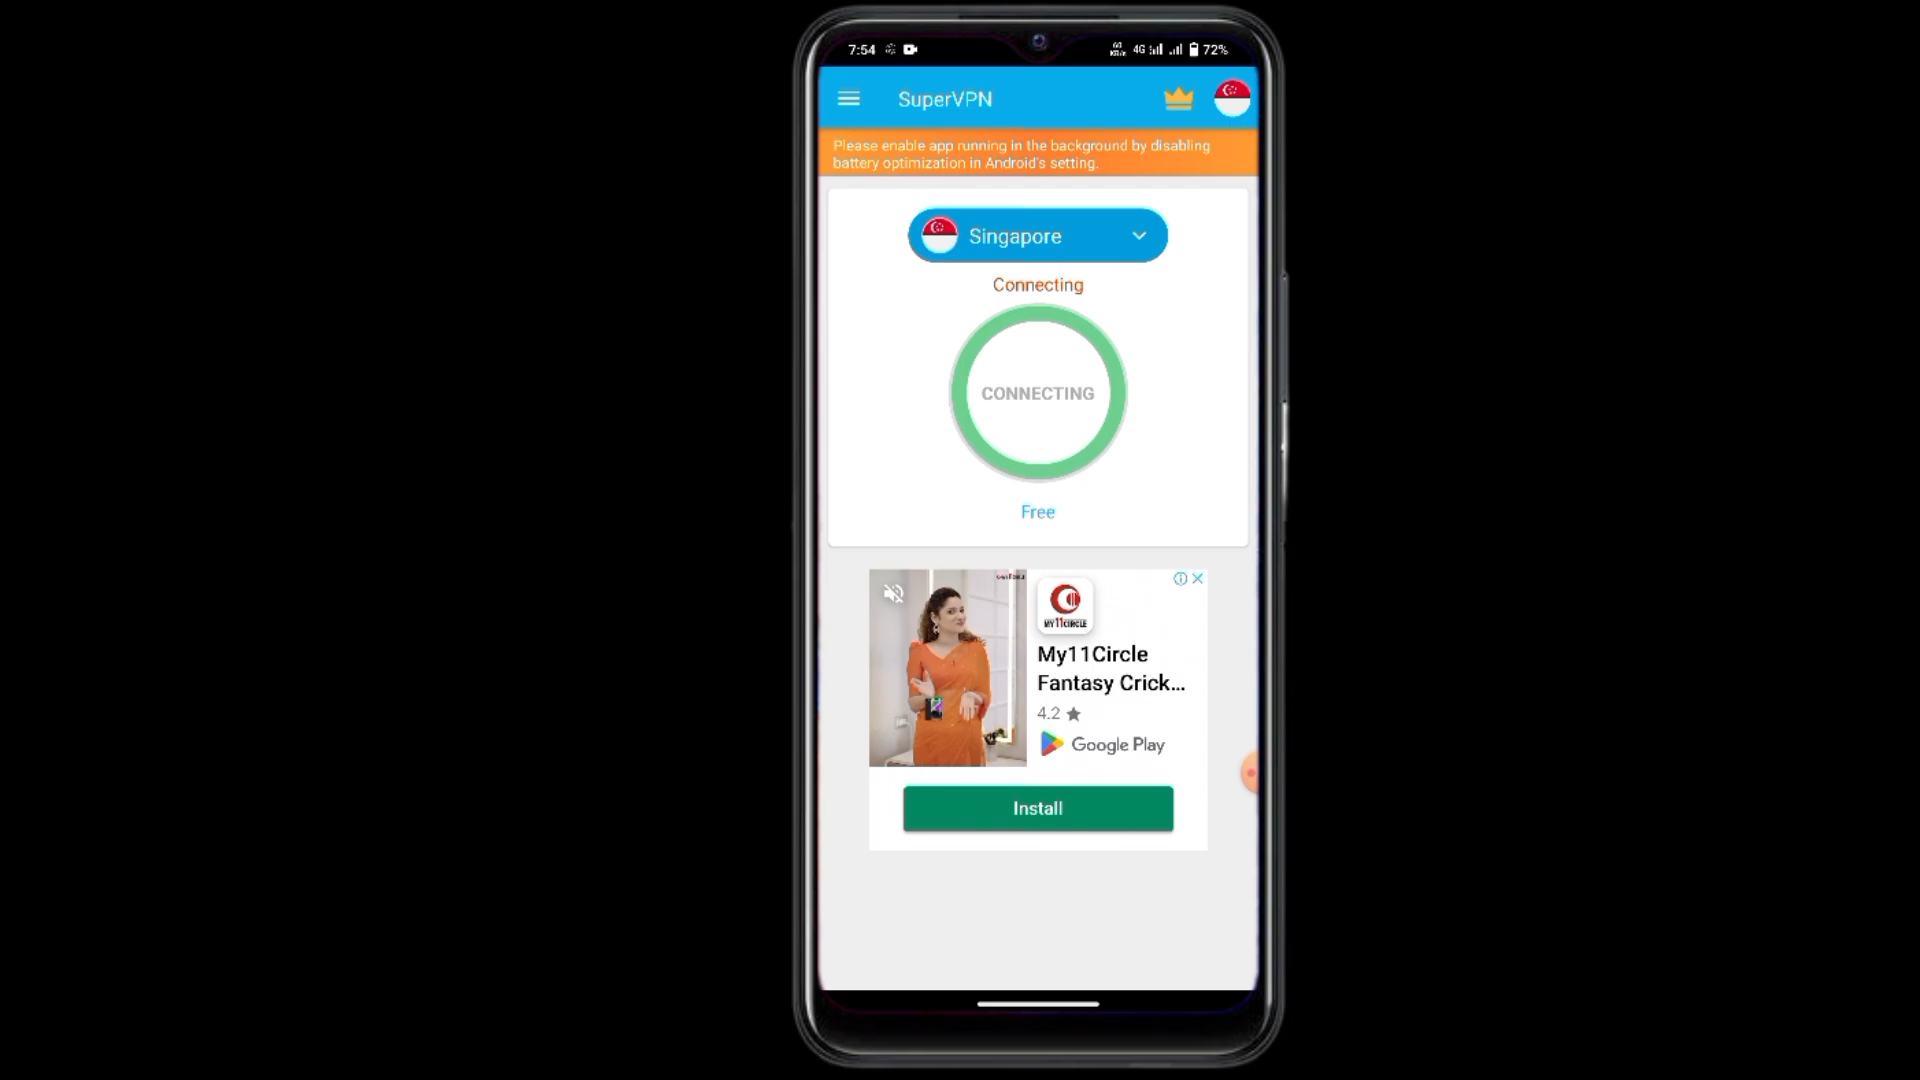 7:54
4G
72%
SuperVPN
Please enable app running in the background by disabling
battery optimization in Android's setting.
Singapore
Connecting
CONNECTING
Free
MY11CIRCLE
My11Circle
Fantasy Crick...
4.2
Google Play
Install